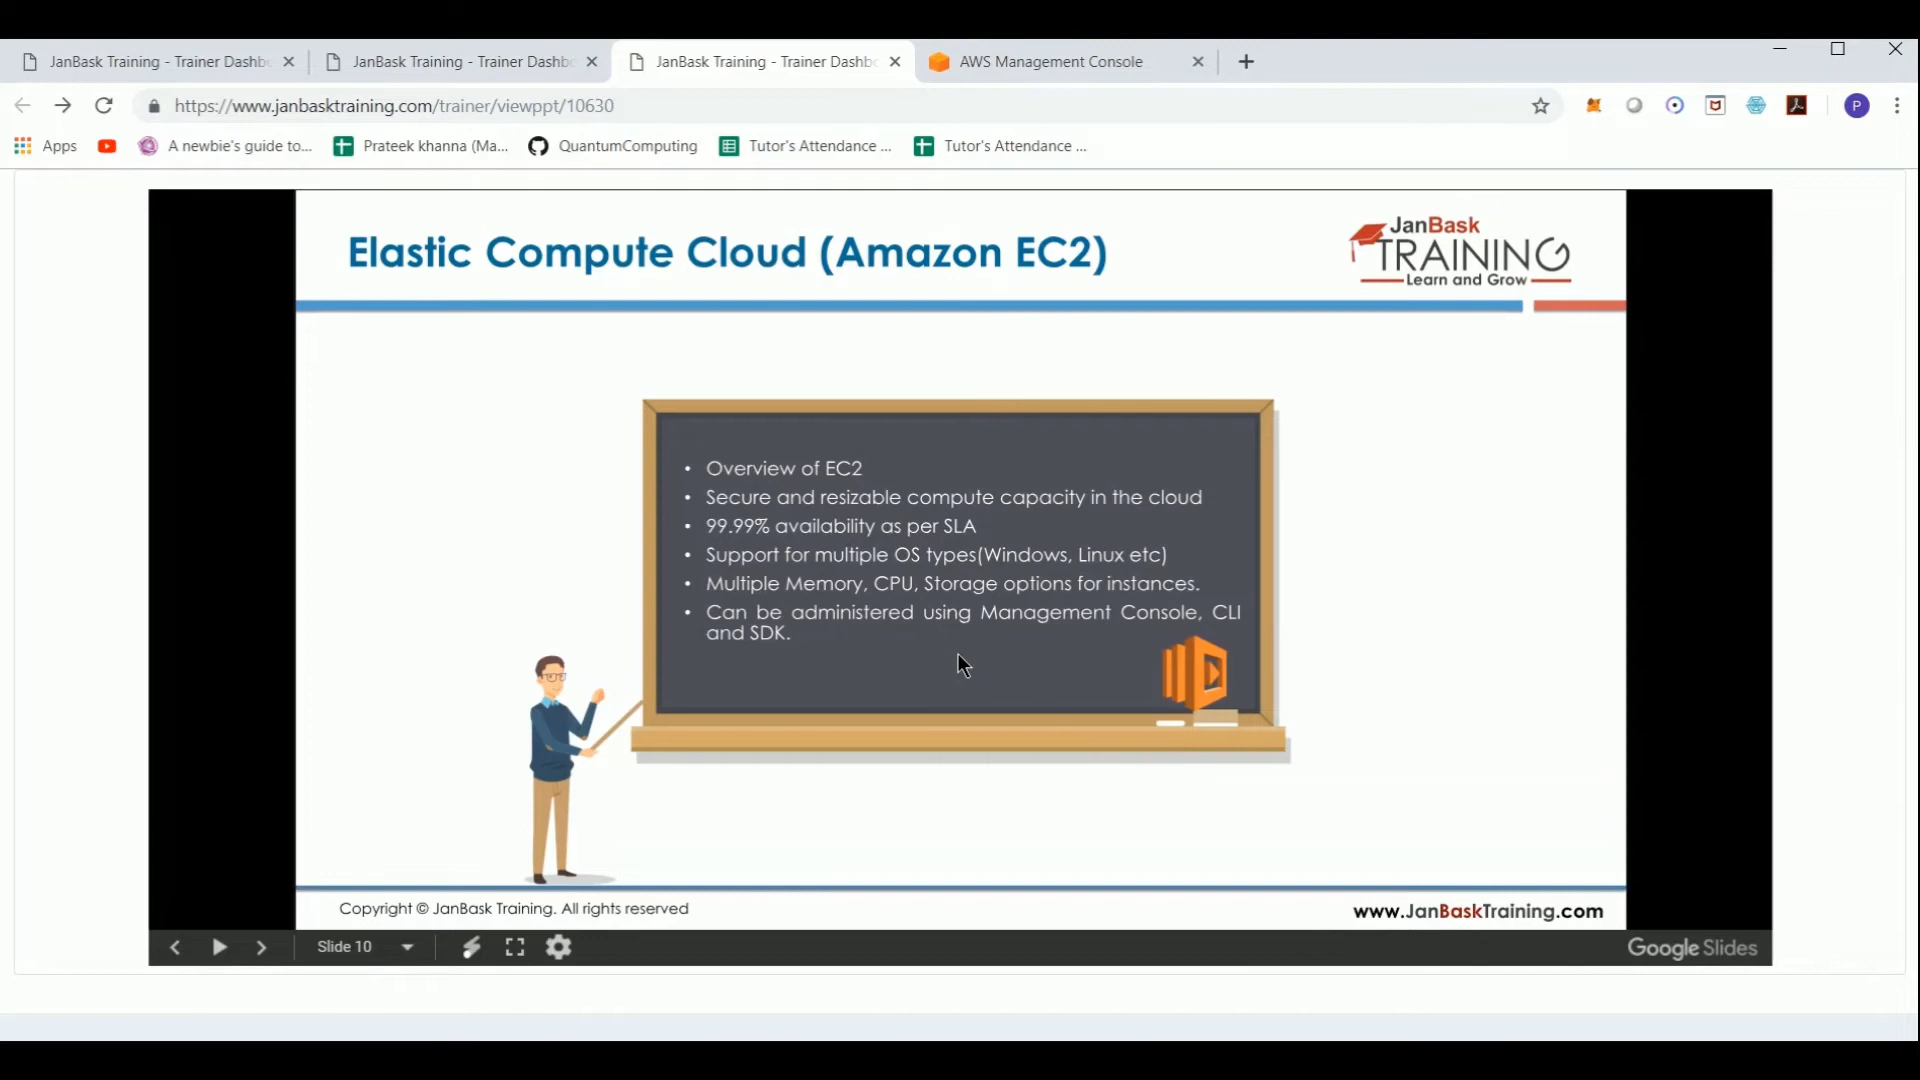 JanBask Training - Trainer Dashb
JanBask Training - Trainer Dashb
JanBask Training - Trainer Dashb
AWS Management Console
https://www.janbasktraining.com/trainer/viewppt/10630
P
Apps
A newbie's guide to...
Prateek khanna (Ma...
QuantumComputing
Tutor's Attendance ...
Tutor's Attendance ...
Elastic Compute Cloud (Amazon EC2)
JanBask
TRAINING
Learn and Grow
• Overview of EC2
• Secure and resizable compute capacity in the cloud
• 99.99% availability as per SLA
• Support for multiple OS types(Windows, Linux etc)
• Multiple Memory, CPU, Storage options for instances.
• Can be administered using Management Console, CLI
and SDK.
Copyright © JanBask Training. All rights reserved
www.JanBaskTraining.com
Slide 10
Google Slides